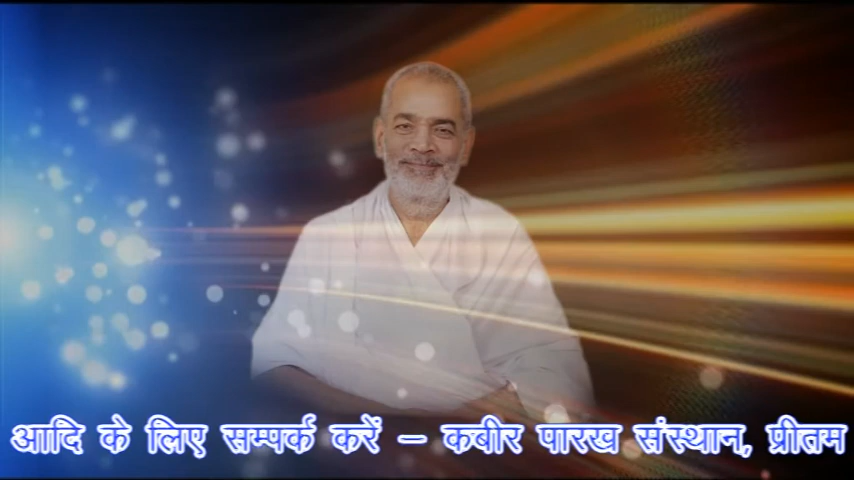 आदि के लिए सम्पर्क करें – कबीर पारख संस्थान, प्रीतम